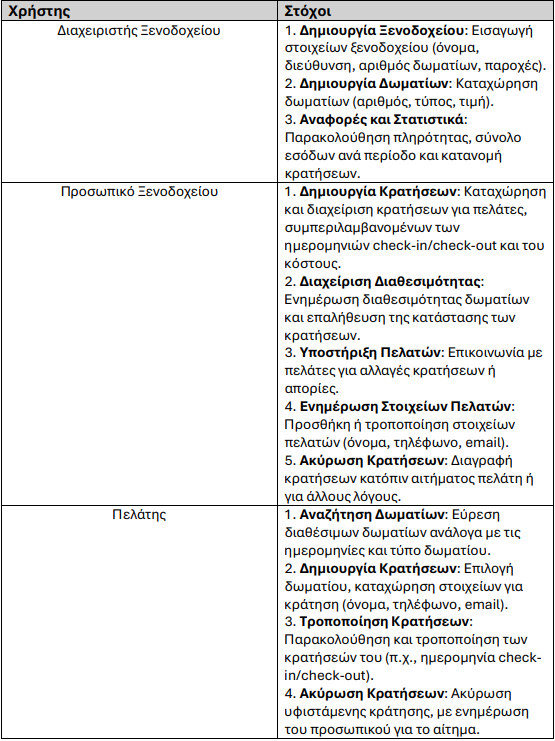 Χρήστης
Στόχοι
Διαχειριστής Ξενοδοχείου
1. Δημιουργία Ξενοδοχείου: Εισαγωγή
στοιχείων ξενοδοχείου (όνομα,
διεύθυνση, αριθμός δωματίων, παροχές).
2. Δημιουργία Δωματίων: Καταχώρηση
δωματίων (αριθμός, τύπος, τιμή).
3. Αναφορές και Στατιστικά:
Παρακολούθηση πληρότητας, σύνολο
εσόδων ανά περίοδο και κατανομή
κρατήσεων.
Προσωπικό Ξενοδοχείου
1. Δημιουργία Κρατήσεων: Καταχώρηση
και διαχείριση κρατήσεων για πελάτες,
συμπεριλαμβανομένων των
ημερομηνιών check-in/check-out και του
κόστους.
2. Διαχείριση Διαθεσιμότητας:
Ενημέρωση διαθεσιμότητας δωματίων
και επαλήθευση της κατάστασης των
κρατήσεων.
3. Υποστήριξη Πελατών: Επικοινωνία με
πελάτες για αλλαγές κρατήσεων ή
απορίες.
4. Ενημέρωση Στοιχείων Πελατών:
Προσθήκη ή τροποποίηση στοιχείων
πελατών (όνομα, τηλέφωνο, email).
5. Ακύρωση Κρατήσεων: Διαγραφή
κρατήσεων κατόπιν αιτήματος πελάτη ή
για άλλους λόγους.
Πελάτης
1. Αναζήτηση Δωματίων: Εύρεση
διαθέσιμων δωματίων ανάλογα με τις
ημερομηνίες και τύπο δωματίου.
2. Δημιουργία Κρατήσεων: Επιλογή
δωματίου, καταχώρηση στοιχείων για
κράτηση (όνομα, τηλέφωνο, email).
3. Τροποποίηση Κρατήσεων:
Παρακολούθηση και τροποποίηση των
κρατήσεών του (π.χ., ημερομηνία check-
in/check-out).
4. Ακύρωση Κρατήσεων: Ακύρωση
υφιστάμενης κράτησης, με ενημέρωση
του προσωπικού για το αίτημα.